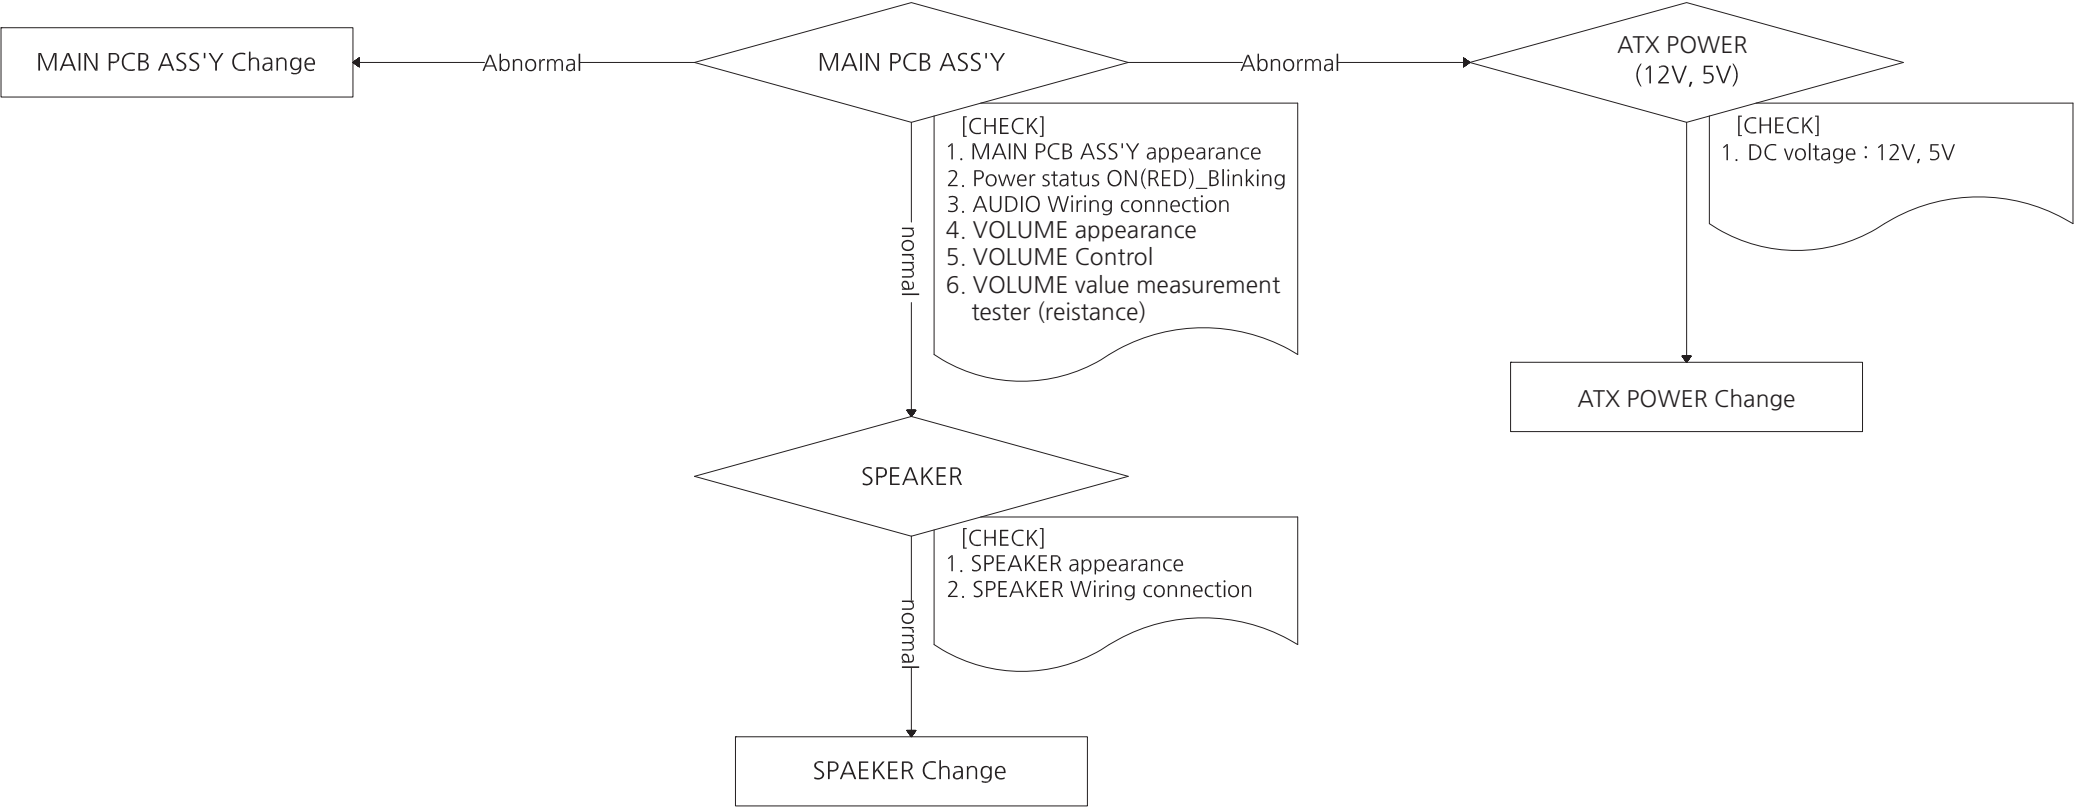 MAIN PCB ASS'Y Change
Abnormal
MAIN PCB ASS'Y
Abnormal
ATX POWER
(12V, 5V)
[CHECK]
1. MAIN PCB ASS'Y appearance
2. Power status ON(RED)_Blinking
3. AUDIO Wiring connection
4. VOLUME appearance
5. VOLUME Control
6. VOLUME value measurement
tester (reistance)
[CHECK]
1. DC voltage : 12V, 5V
normal
ATX POWER Change
SPEAKER
[CHECK]
1. SPEAKER appearance
2. SPEAKER Wiring connection
normal
SPAEKER Change